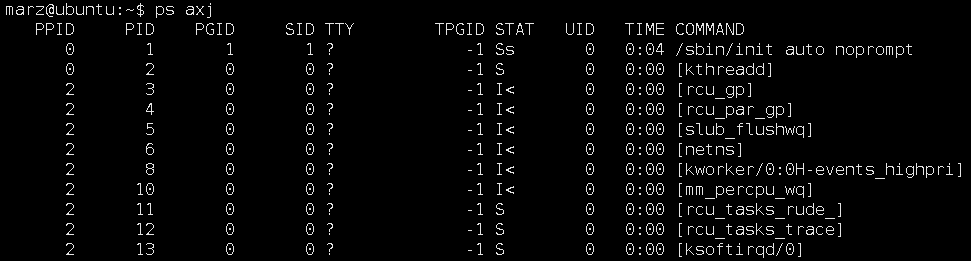 marz@ubuntu:~$ ps axj
PPID PID PGID SID TTY TPGID STAT UID TIME COMMAND
0 1 1 1 ? -1 Ss 0 0:04 /sbin/init auto noprompt
0 2 0 0 ? -1 S 0 0:00 [kthreadd]
2 3 0 0 ? -1 I< 0 0:00 [rcu_gp]
2 4 0 0 ? -1 I< 0 0:00 [rcu_par_gp]
2 5 0 0 ? -1 I< 0 0:00 [slub_flushwq]
2 6 0 0 ? -1 I< 0 0:00 [netns]
2 8 0 0 ? -1 I< 0 0:00 [kworker/0:0H-events_highpri]
2 10 0 0 ? -1 I< 0 0:00 [mm_percpu_wq]
2 11 0 0 ? -1 S 0 0:00 [rcu_tasks_rude_]
2 12 0 0 ? -1 S 0 0:00 [rcu_tasks_trace]
2 13 0 0 ? -1 S 0 0:00 [ksoftirqd/0]